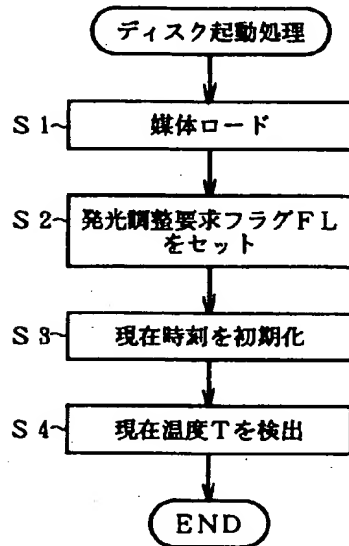 ディスク起動処理
S1
媒体ロード
S2
発光調整要求フラグFL
をセット
S3
現在時刻を初期化
S4
現在温度Tを検出
END